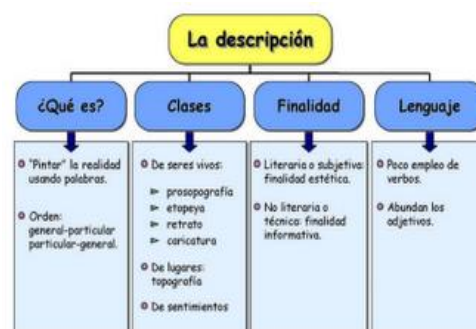 La descripción
¿Qué es?
Clases
Finalidad
Lenguaje
"Pintar" la realidad
usando palabras.
Orden:
general-particular
particular-general.
De seres vivos:
prosopografía
etopeya
retrato
caricatura
De lugares:
topografía
De sentimientos
Literaria o subjetiva:
finalidad estética.
No literaria o
técnica: finalidad
informativa.
Poco empleo de
verbos.
Abundan los
adjetivos.